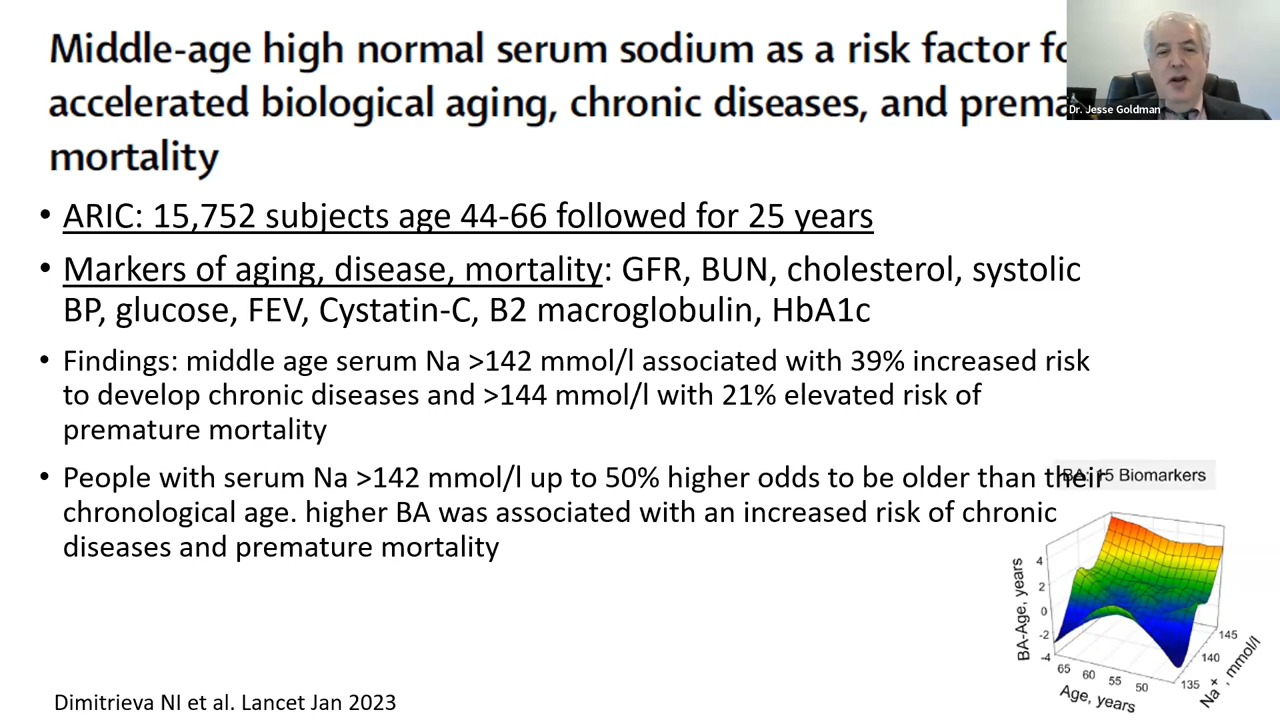 Middle-age high normal serum sodium as a risk factor fo
accelerated biological aging, chronic diseases, and prema
mortality
Dr. Jesse Goldman
• ARIC: 15,752 subjects age 44-66 followed for 25 years
• Markers of aging, disease, mortality: GFR, BUN, cholesterol, systolic
BP, glucose, FEV, Cystatin-C, B2 macroglobulin, HbA1c
• Findings: middle age serum Na >142 mmol/l associated with 39% increased risk
to develop chronic diseases and >144 mmol/l with 21% elevated risk of
premature mortality
• People with serum Na >142 mmol/l up to 50% higher odds to be older than their
chronological age. higher BA was associated with an increased risk of chronic
diseases and premature mortality
BA: 15 Biomarkers
BA-Age, years
4
2
0
-2
-4
65
60
55
50
Age, years
135
140
145
Na+, mmol/l
Dimitrieva NI et al. Lancet Jan 2023